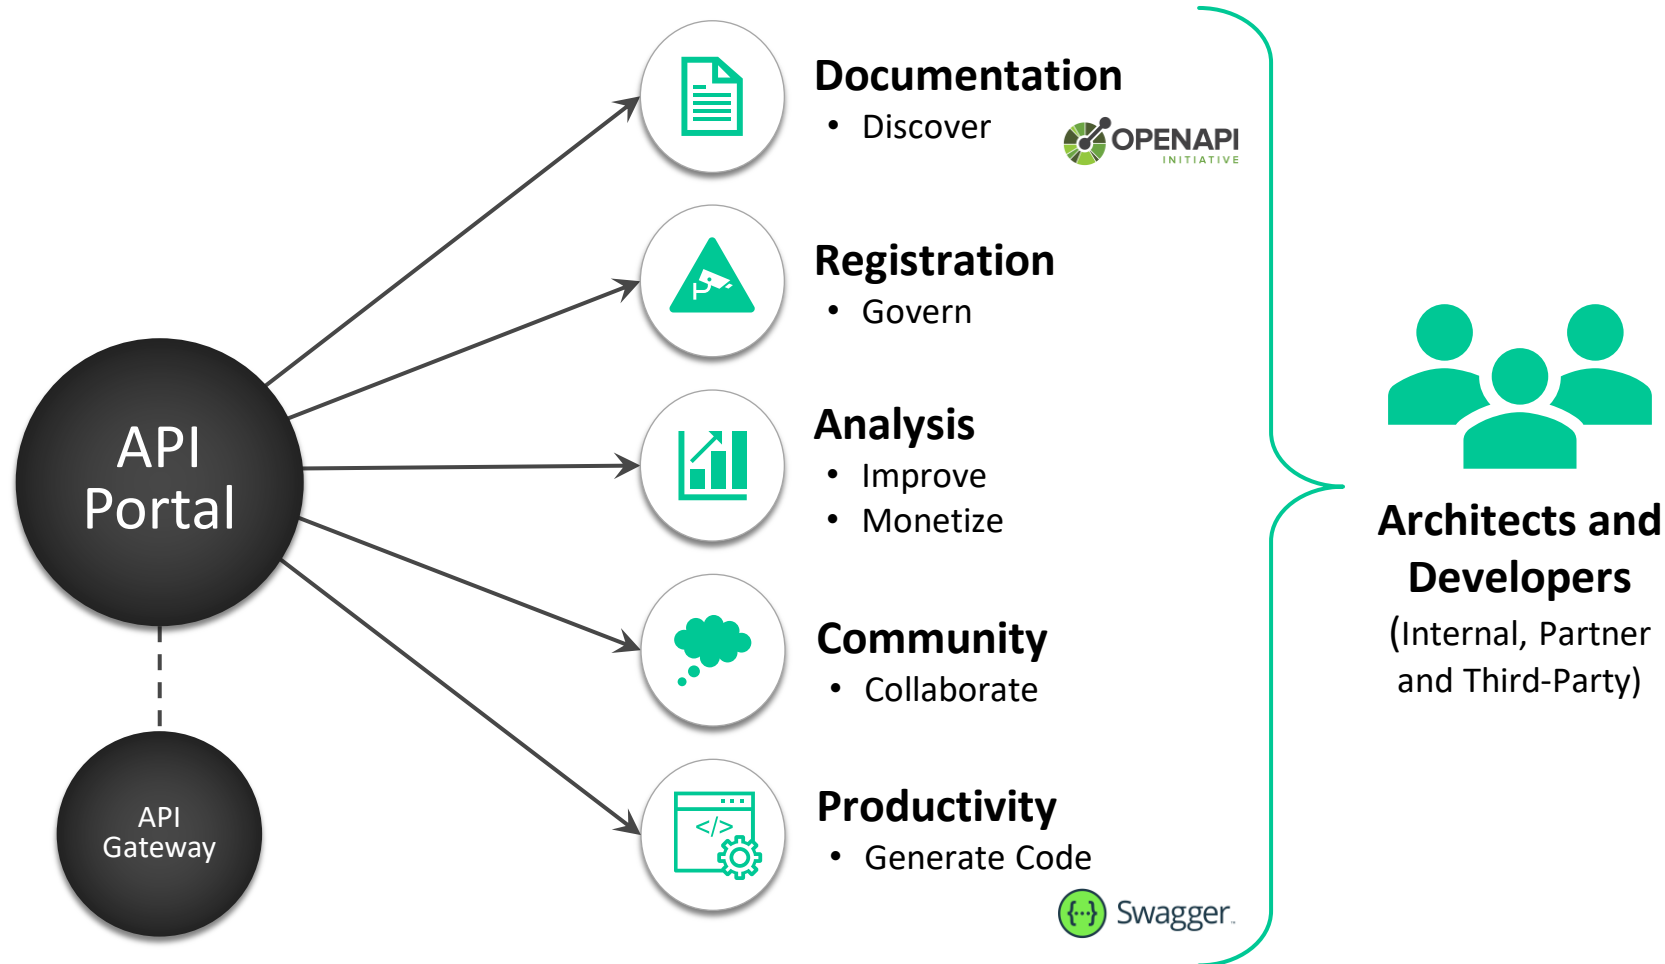 API
Portal
API
Gateway
Documentation
• Discover
OPENAPI
INITIATIVE
Registration
• Govern
Analysis
• Improve
• Monetize
Community
• Collaborate
Productivity
</>
• Generate Code
{···} Swagger
Architects and
Developers
(Internal, Partner
and Third-Party)